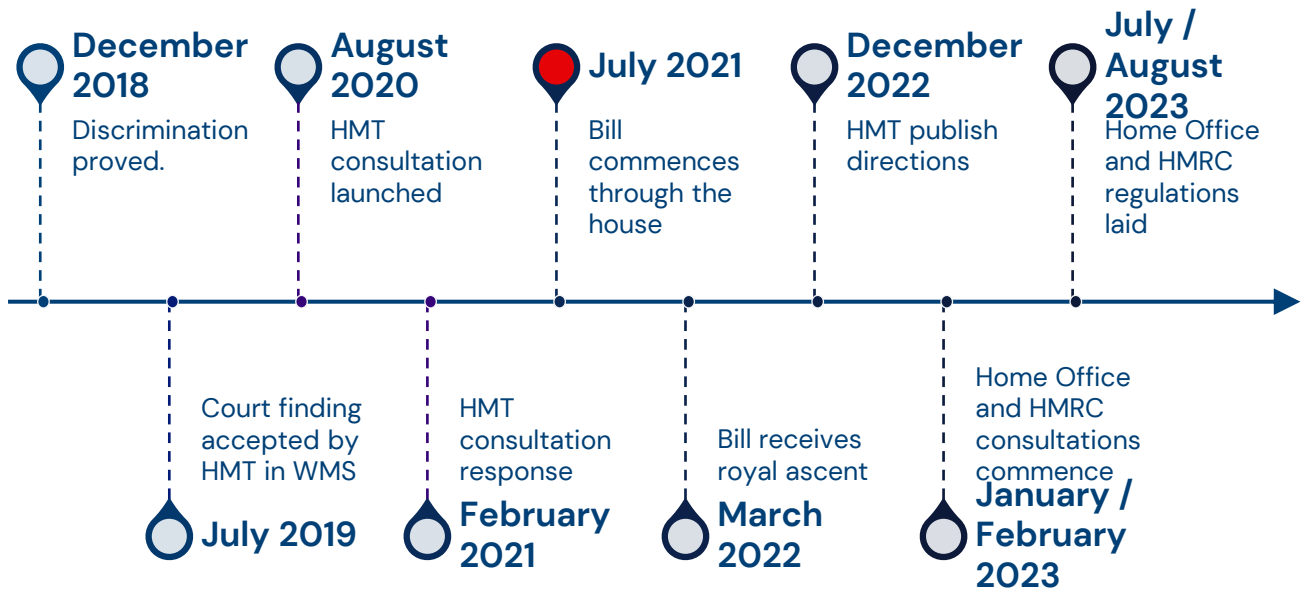 December
2018
Discrimination
proved.
August
2020
HMT
consultation
launched
July 2021
Bill
commences
through the
house
December
2022
HMT publish
directions
July /
August
2023
Home Office
and HMRC
regulations
laid
Court finding
accepted by
HMT in WMS
July 2019
HMT
consultation
response
February
2021
Bill receives
royal ascent
March
2022
Home Office
and HMRC
consultations
commence
January /
February
2023